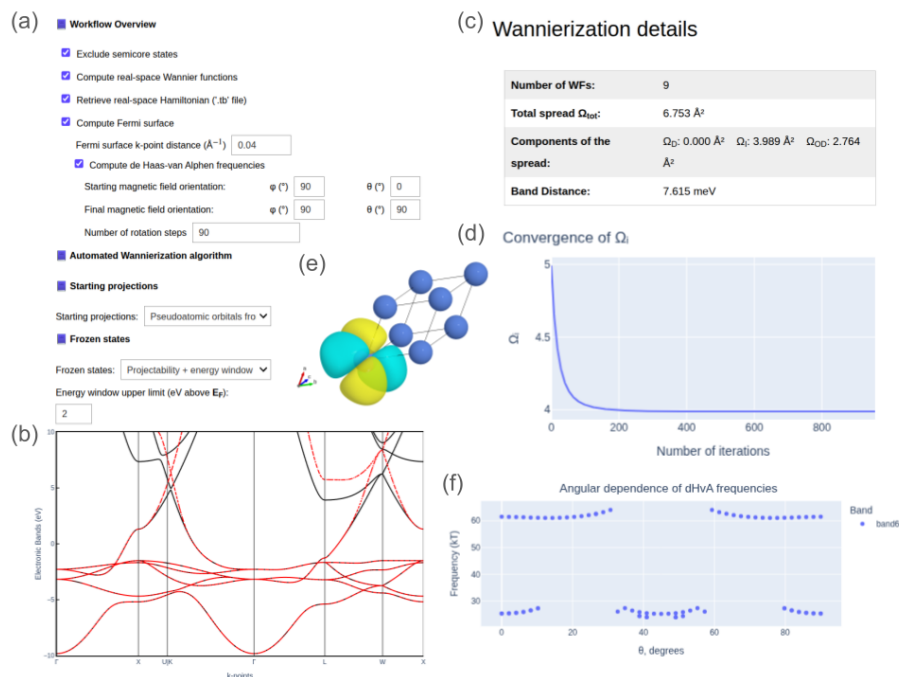 (a)
Workflow Overview
Exclude semicore states
Compute real-space Wannier functions
Retrieve real-space Hamiltonian ('.tb' file)
Compute Fermi surface
Fermi surface k-point distance (Å⁻¹) 0.04
Compute de Haas-van Alphen frequencies
Starting magnetic field orientation: φ (°) 90 θ (°) 0
Final magnetic field orientation: φ (°) 90 θ (°) 90
Number of rotation steps 90
Automated Wannierization algorithm
Starting projections
Starting projections: Pseudoatomic orbitals fro
Frozen states
Frozen states: Projectability + energy window
Energy window upper limit (eV above E_F):
2
(b)
10
5
0
−5
−10
Electronic Bands (eV)
Γ X U|K Γ L W X
k-points
(c) Wannierization details
Number of WFs: 9
Total spread Ω_tot: 6.753 Å²
Components of the spread: Ω_D: 0.000 Å² Ω_I: 3.989 Å² Ω_OD: 2.764 Å²
Band Distance: 7.615 meV
(d) Convergence of Ω_I
5
4.5
4
Ω_I
0 200 400 600 800
Number of iterations
(e)
(f)
Angular dependence of dHvA frequencies
60
50
40
30
Frequency (kT)
0 20 40 60 80
θ, degrees
Band
band6